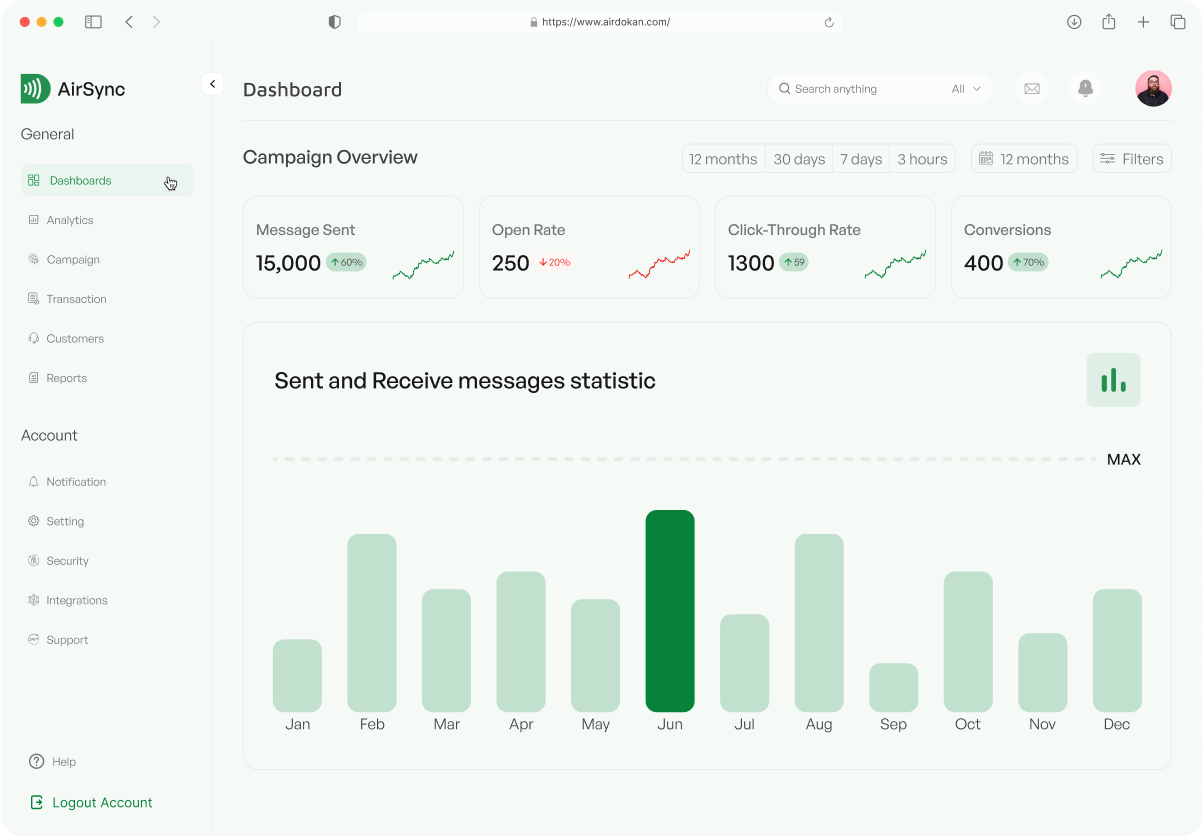 https://www.airdokan.com/
AirSync
Dashboard
Search anything
All
General
Dashboards
Analytics
Campaign
Transaction
Customers
Reports
Account
Notification
Setting
Security
Integrations
Support
Help
Logout Account
Campaign Overview
12 months
30 days
7 days
3 hours
12 months
Filters
Message Sent
15,000
60%
Open Rate
250
20%
Click-Through Rate
1300
59
Conversions
400
70%
Sent and Receive messages statistic
MAX
Jan Feb Mar Apr May Jun Jul Aug Sep Oct Nov Dec